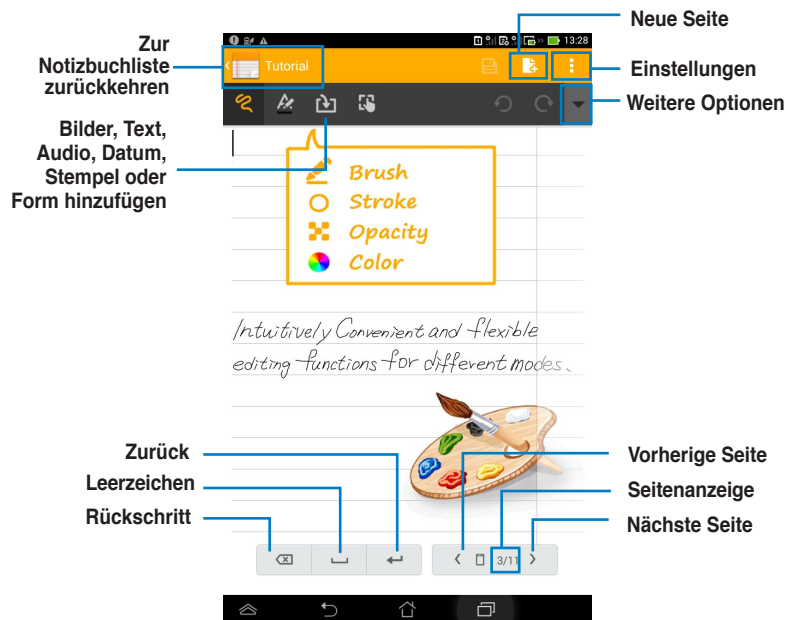 Neue Seite
Zur
Notizbuchliste
zurückkehren
13:28
Tutorial
Einstellungen
Weitere Optionen
Bilder, Text,
Audio, Datum,
Stempel oder
Form hinzufügen
Brush
Stroke
Opacity
Color
Intuitively Convenient and flexible
editing functions for different modes.
Zurück
Leerzeichen
Rückschritt
Vorherige Seite
Seitenanzeige
Nächste Seite
3/11